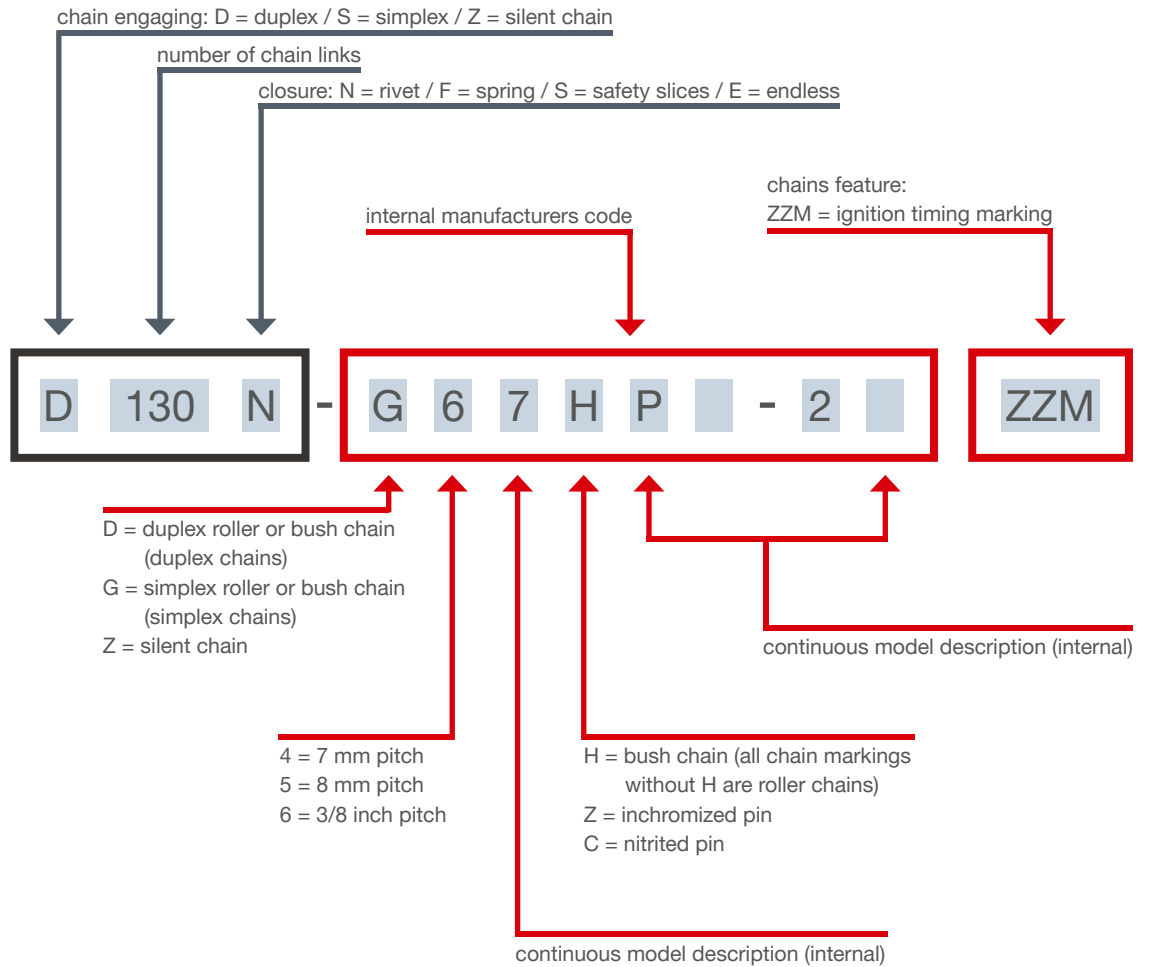 chain engaging: D = duplex / S = simplex / Z = silent chain
number of chain links
closure: N = rivet / F = spring / S = safety slices / E = endless
chains feature:
ZZM = ignition timing marking
internal manufacturers code
D 130 N - G 6 7 H P - 2 ZZM
D = duplex roller or bush chain
(duplex chains)
G = simplex roller or bush chain
(simplex chains)
Z = silent chain
continuous model description (internal)
4 = 7 mm pitch
5 = 8 mm pitch
6 = 3/8 inch pitch
H = bush chain (all chain markings
without H are roller chains)
Z = inchromized pin
C = nitrited pin
continuous model description (internal)